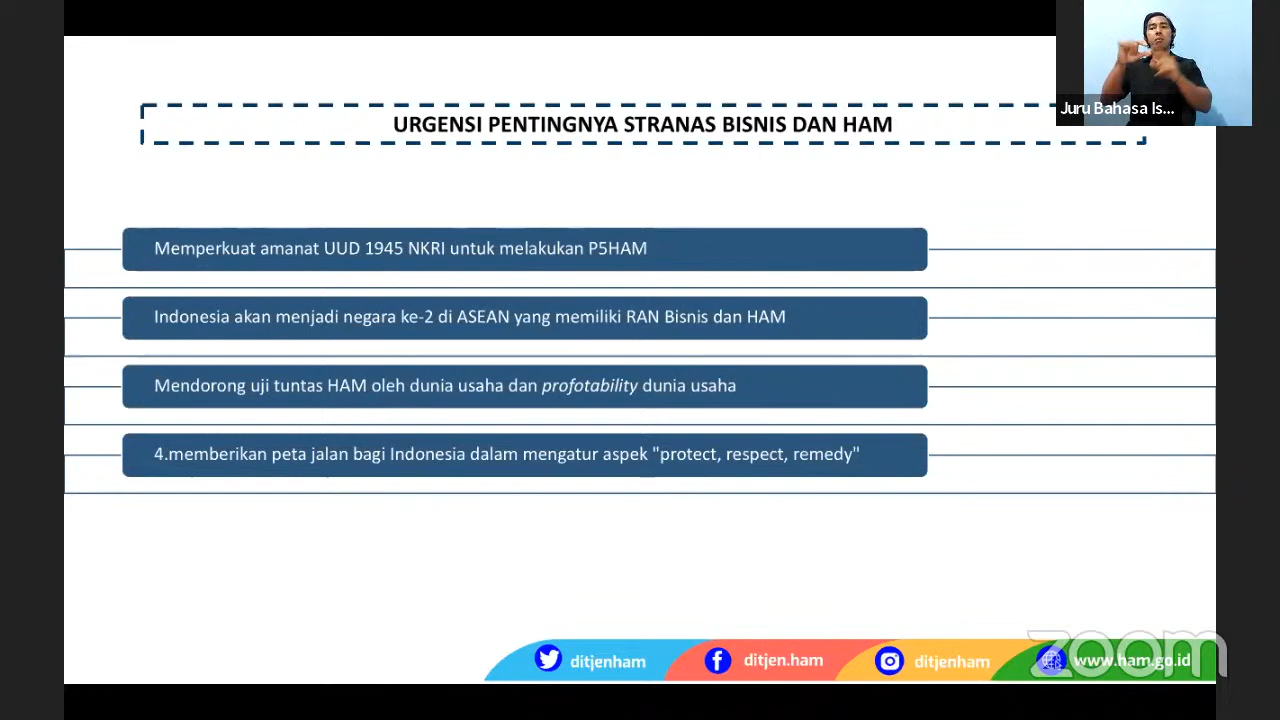 URGENSI PENTINGNYA STRANAS BISNIS DAN HAM
Juru Bahasa Is...
Memperkuat amanat UUD 1945 NKRI untuk melakukan P5HAM
Indonesia akan menjadi negara ke-2 di ASEAN yang memiliki RAN Bisnis dan HAM
Mendorong uji tuntas HAM oleh dunia usaha dan profotability dunia usaha
4.memberikan peta jalan bagi Indonesia dalam mengatur aspek "protect, respect, remedy"
ditjenham ditjen.ham ditjenham www.ham.go.id
zoom